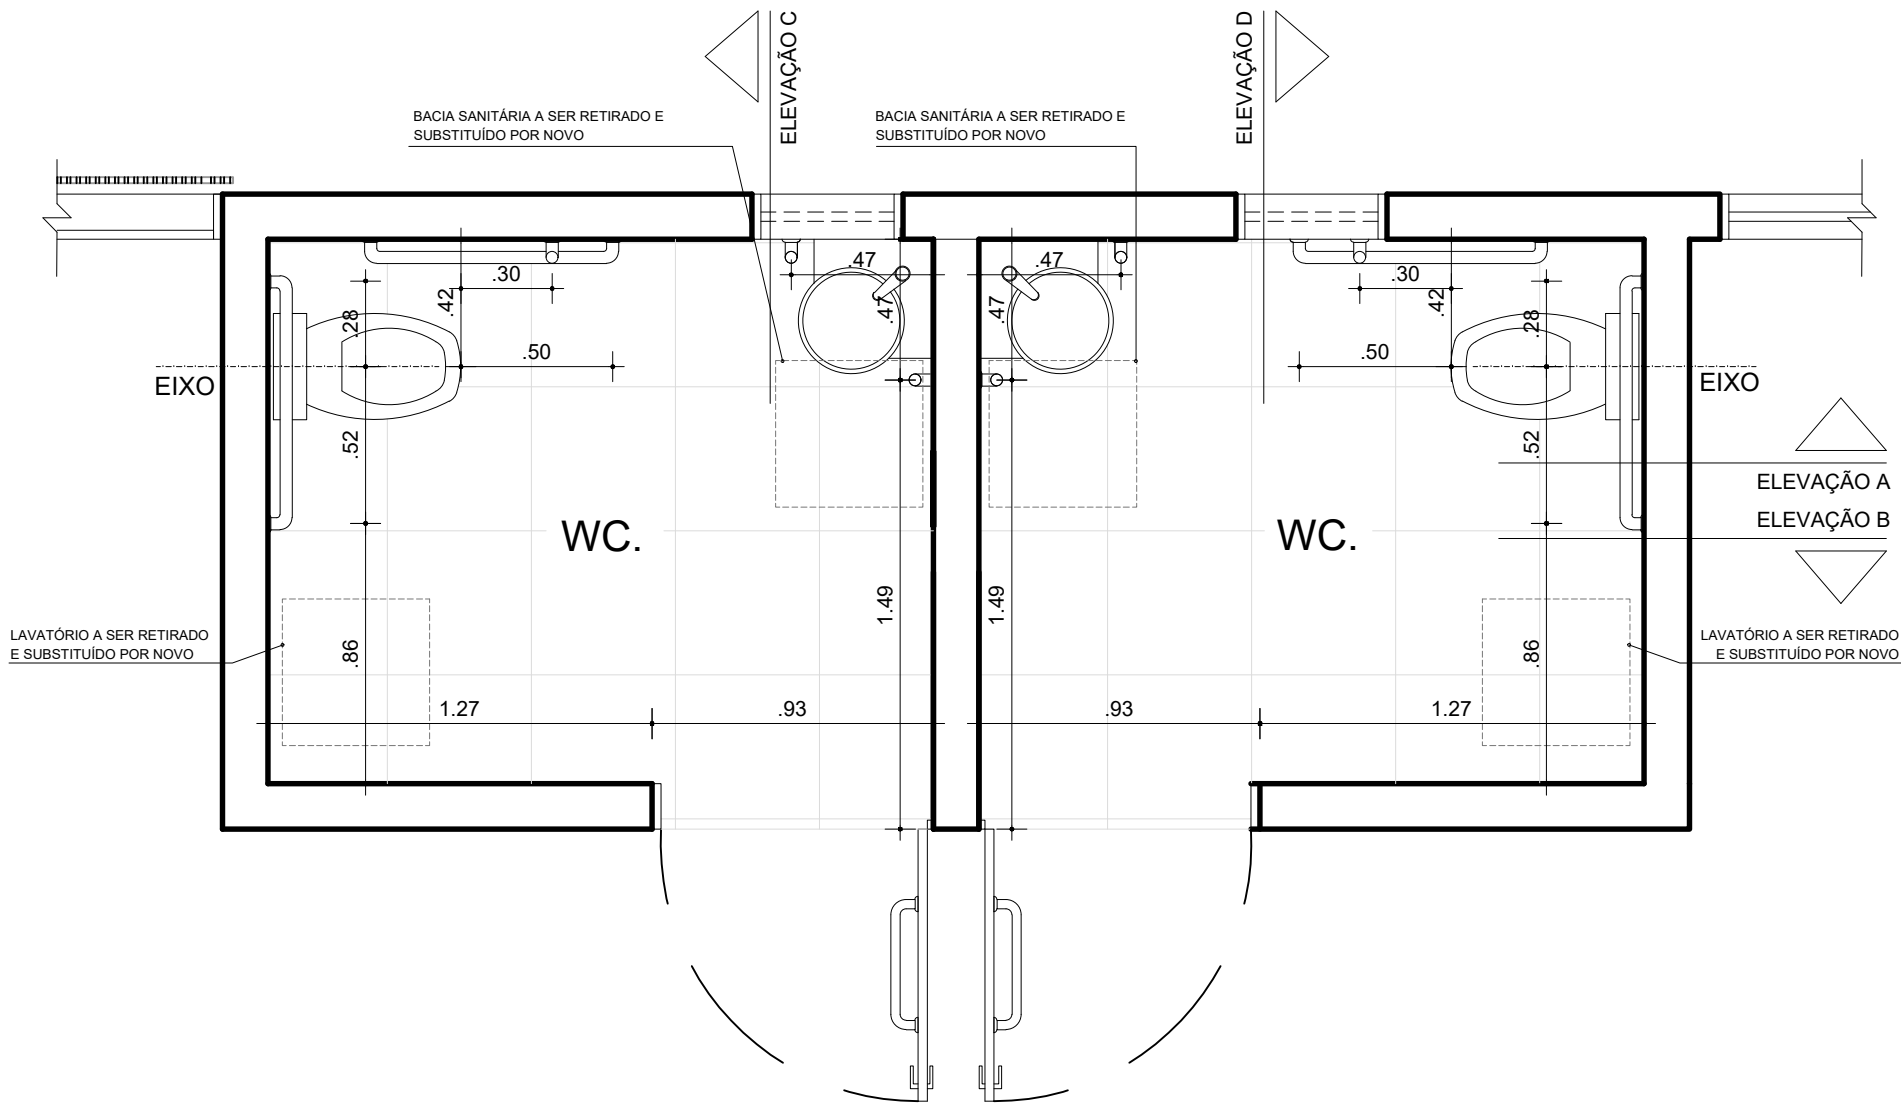 ELEVAÇÃO C
ELEVAÇÃO D
BACIA SANITÁRIA A SER RETIRADO E
SUBSTITUÍDO POR NOVO
BACIA SANITÁRIA A SER RETIRADO E
SUBSTITUÍDO POR NOVO
.47
.47
.30
.30
.42
.42
.28
.47
.47
.28
.50
.50
EIXO
EIXO
.52
.52
ELEVAÇÃO A
ELEVAÇÃO B
WC.
WC.
1.49
1.49
LAVATÓRIO A SER RETIRADO
E SUBSTITUÍDO POR NOVO
.86
.86
LAVATÓRIO A SER RETIRADO
E SUBSTITUÍDO POR NOVO
1.27
.93
.93
1.27